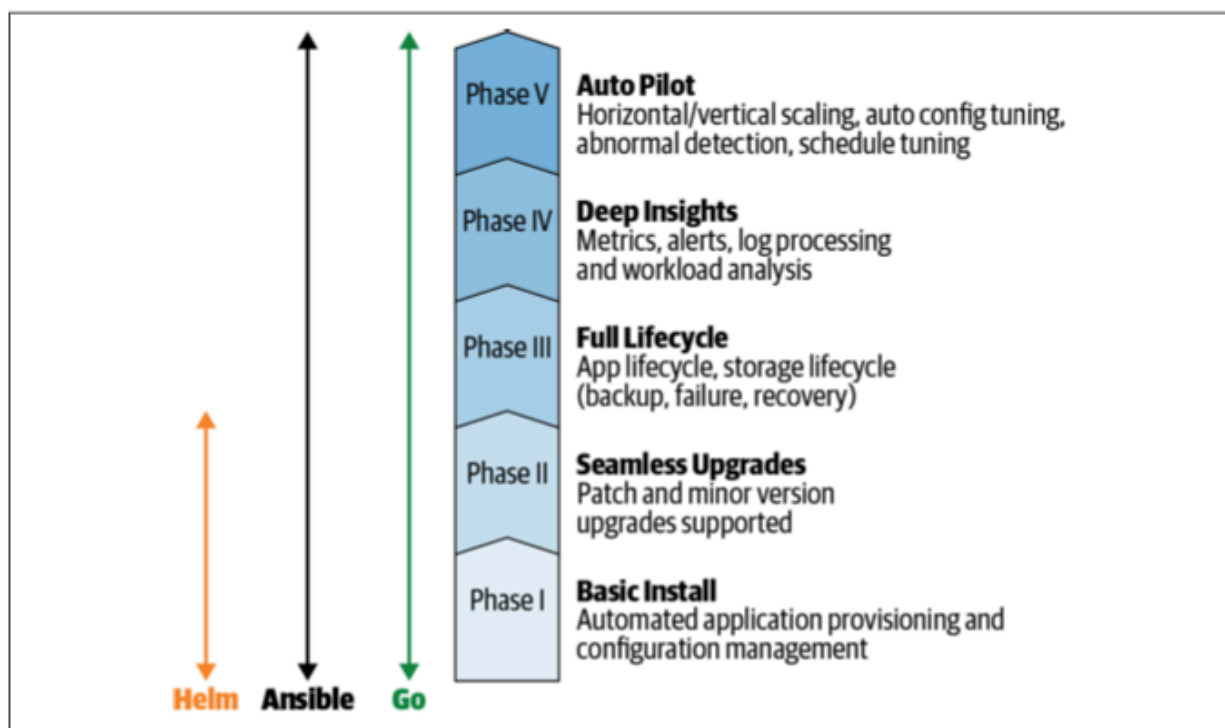 Phase V
Auto Pilot
Horizontal/vertical scaling, auto config tuning,
abnormal detection, schedule tuning
Phase IV
Deep Insights
Metrics, alerts, log processing
and workload analysis
Phase III
Full Lifecycle
App lifecycle, storage lifecycle
(backup, failure, recovery)
Phase II
Seamless Upgrades
Patch and minor version
upgrades supported
Phase I
Basic Install
Automated application provisioning and
configuration management
Helm Ansible Go